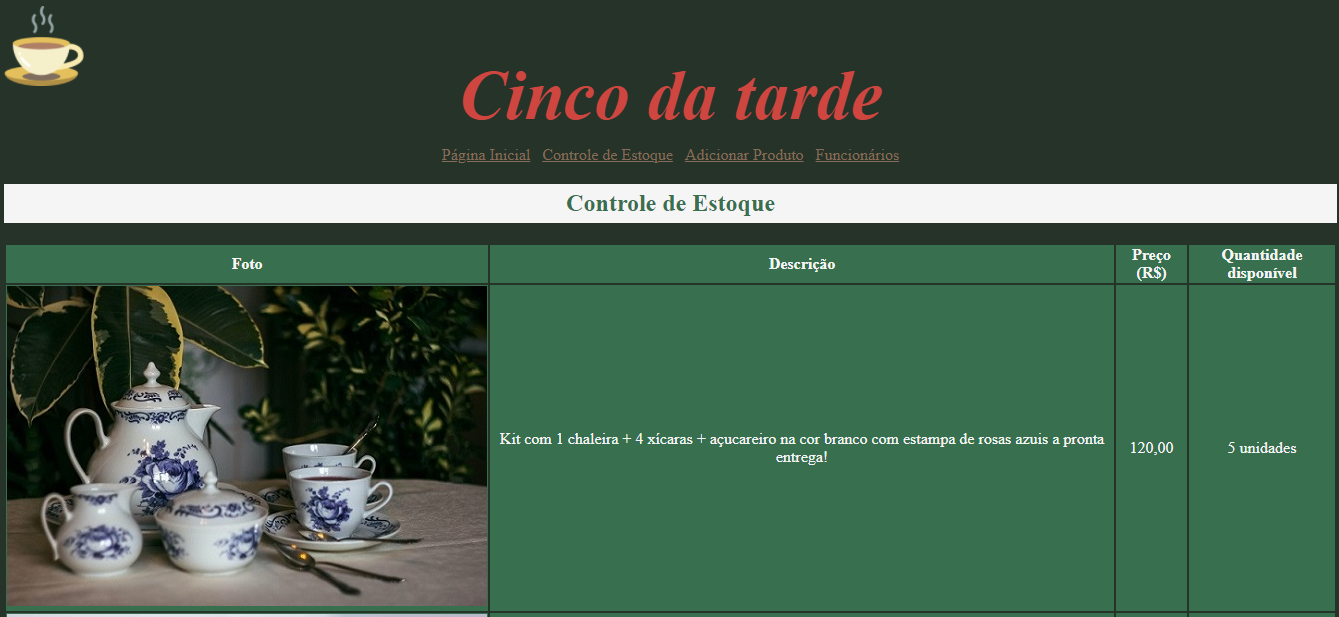 Cinco da tarde
Página Inicial Controle de Estoque Adicionar Produto Funcionários
Controle de Estoque
Foto Descrição Preço (R$) Quantidade disponível
Kit com 1 chaleira + 4 xícaras + açucareiro na cor branco com estampa de rosas azuis a pronta
entrega!
120,00
5 unidades